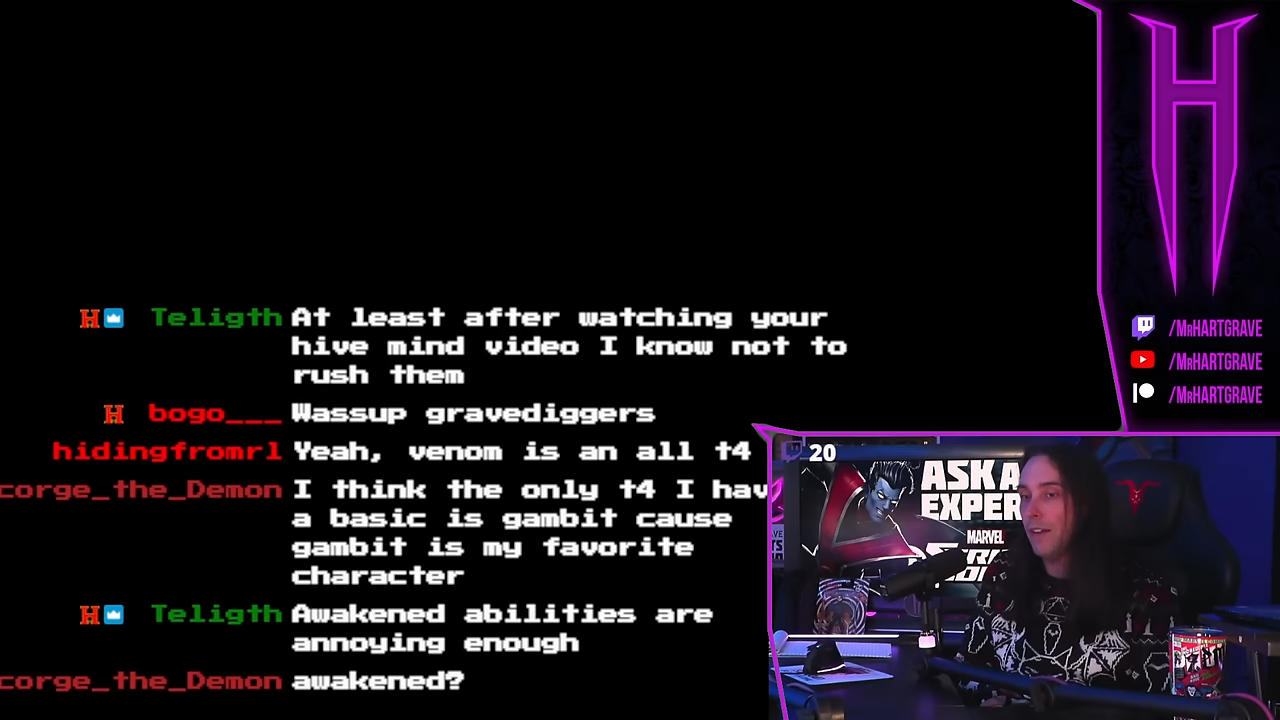 Teligth At least after watching your
hive mind video I know not to
rush them
bogo___ Wassup gravediggers
hidingfromrl Yeah, venom is an all t4
corge_the_Demon I think the only t4 I hav
a basic is gambit cause
gambit is my favorite
character
Teligth Awakened abilities are
annoying enough
corge_the_Demon awakened?
H
/MRHARTGRAVE
/MRHARTGRAVE
/MRHARTGRAVE
20
ASK A
EXPER
MARVEL